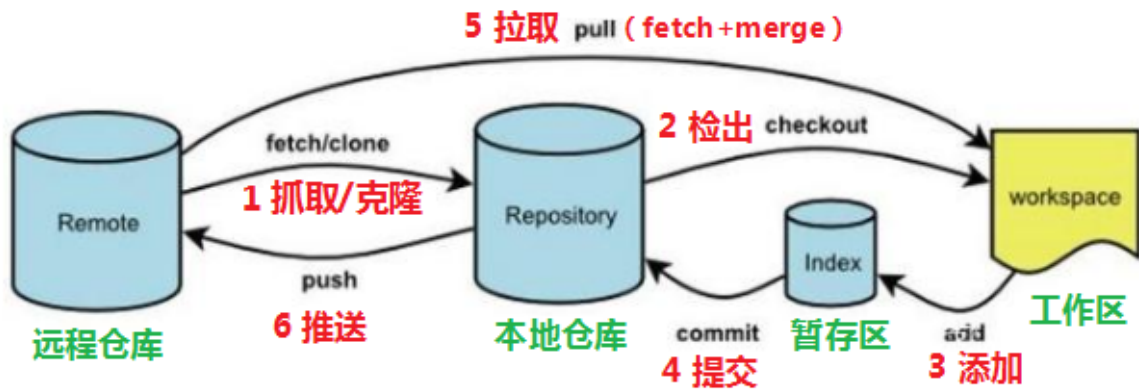 5 拉取 pull（fetch+merge）
fetch/clone
2 检出 checkout
1 抓取/克隆
Remote
Repository
workspace
Index
push
6 推送
远程仓库
本地仓库
commit
4 提交
暂存区
add
3 添加
工作区